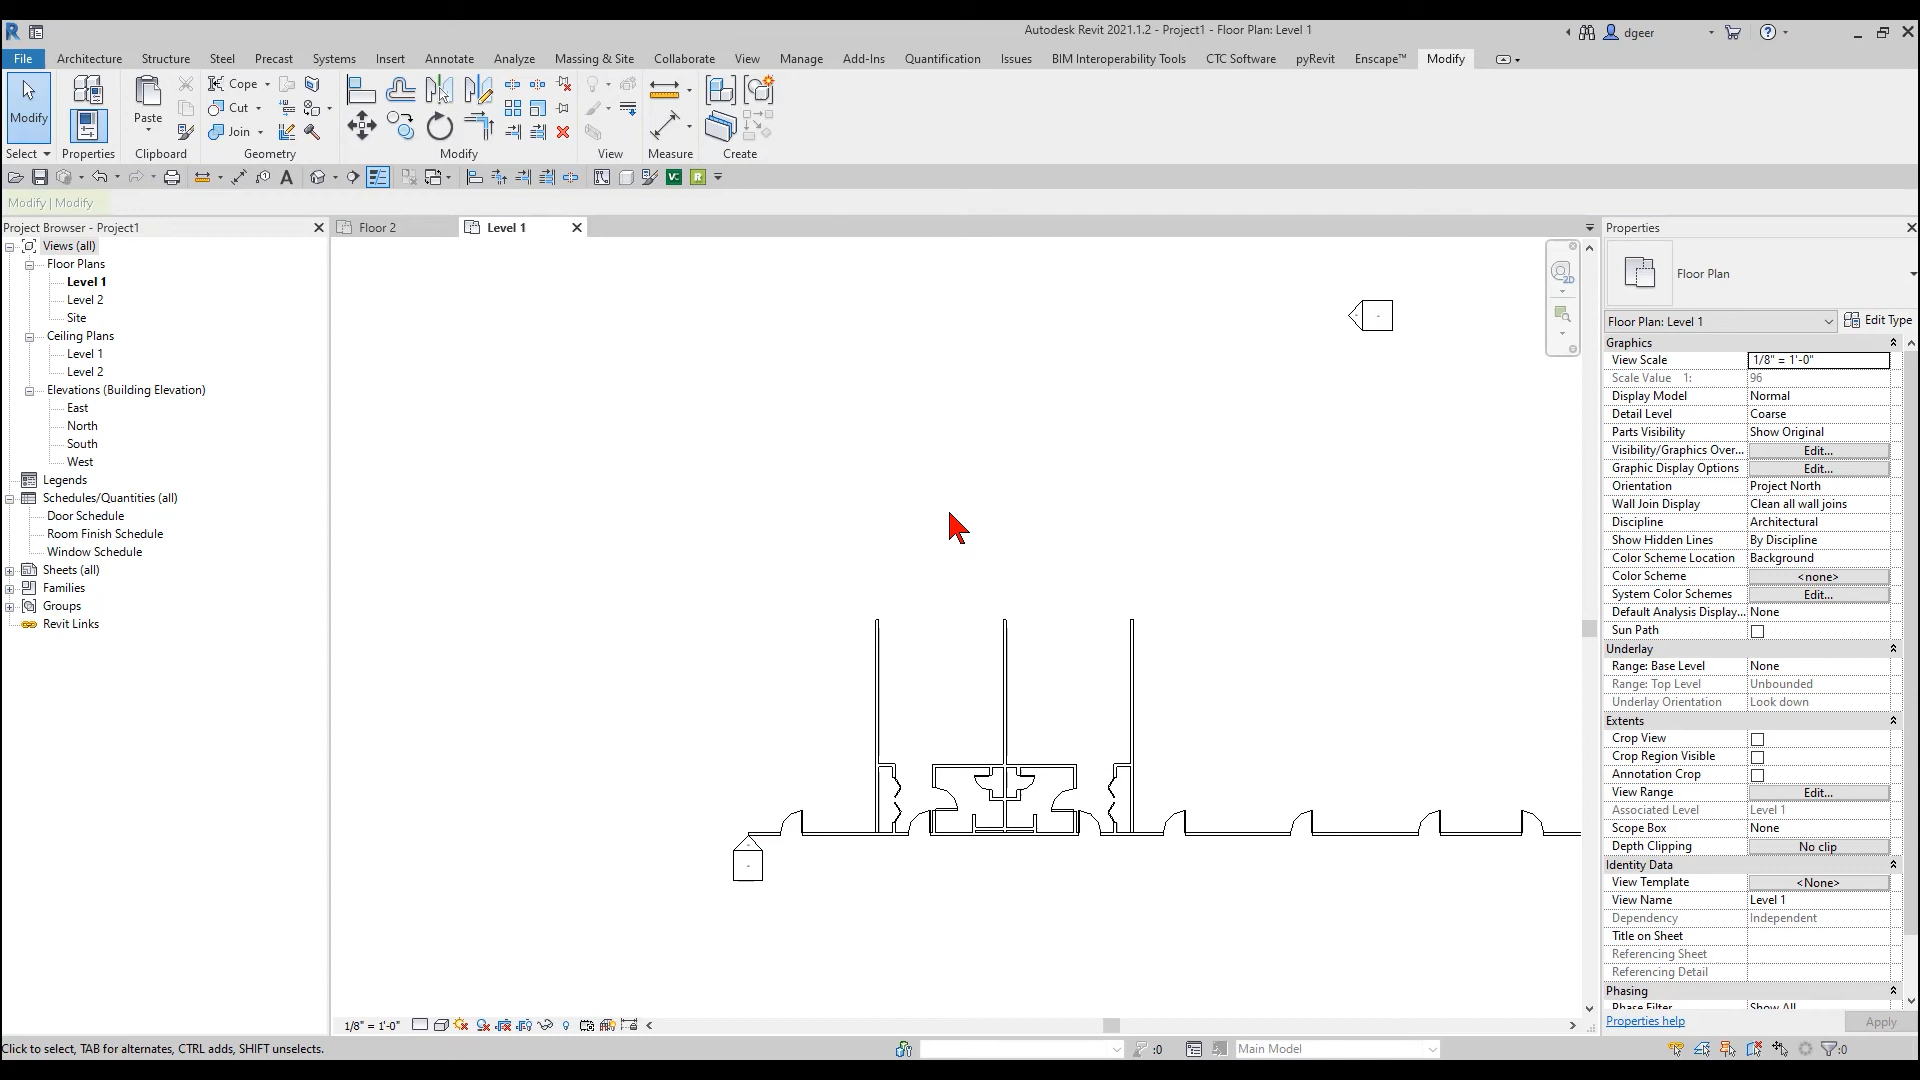 Autodesk Revit 2021.1.2 - Project1 - Floor Plan: Level 1
dgeer
File Architecture Structure Steel Precast Systems Insert Annotate Analyze Massing & Site Collaborate View Manage Add-Ins Quantification Issues BIM Interoperability Tools CTC Software pyRevit Enscape™ Modify
Modify
Paste
Cope
Cut
Join
Select Properties Clipboard Geometry Modify View Measure Create
Modify | Modify
Project Browser - Project1
Views (all)
Floor Plans
Level 1
Level 2
Site
Ceiling Plans
Level 1
Level 2
Elevations (Building Elevation)
East
North
South
West
Legends
Schedules/Quantities (all)
Door Schedule
Room Finish Schedule
Window Schedule
Sheets (all)
Families
Groups
Revit Links
Floor 2
Level 1
2D
Properties
Floor Plan
Floor Plan: Level 1 Edit Type
Graphics
View Scale 1/8" = 1'-0"
Scale Value 1: 96
Display Model Normal
Detail Level Coarse
Parts Visibility Show Original
Visibility/Graphics Over... Edit...
Graphic Display Options Edit...
Orientation Project North
Wall Join Display Clean all wall joins
Discipline Architectural
Show Hidden Lines By Discipline
Color Scheme Location Background
Color Scheme <none>
System Color Schemes Edit...
Default Analysis Display... None
Sun Path
Underlay
Range: Base Level None
Range: Top Level Unbounded
Underlay Orientation Look down
Extents
Crop View
Crop Region Visible
Annotation Crop
View Range Edit...
Associated Level Level 1
Scope Box None
Depth Clipping No clip
Identity Data
View Template <None>
View Name Level 1
Dependency Independent
Title on Sheet
Referencing Sheet
Referencing Detail
Phasing
Phase Filter Show All
Properties help Apply
1/8" = 1'-0"
Click to select, TAB for alternates, CTRL adds, SHIFT unselects.
:0
Main Model
:0